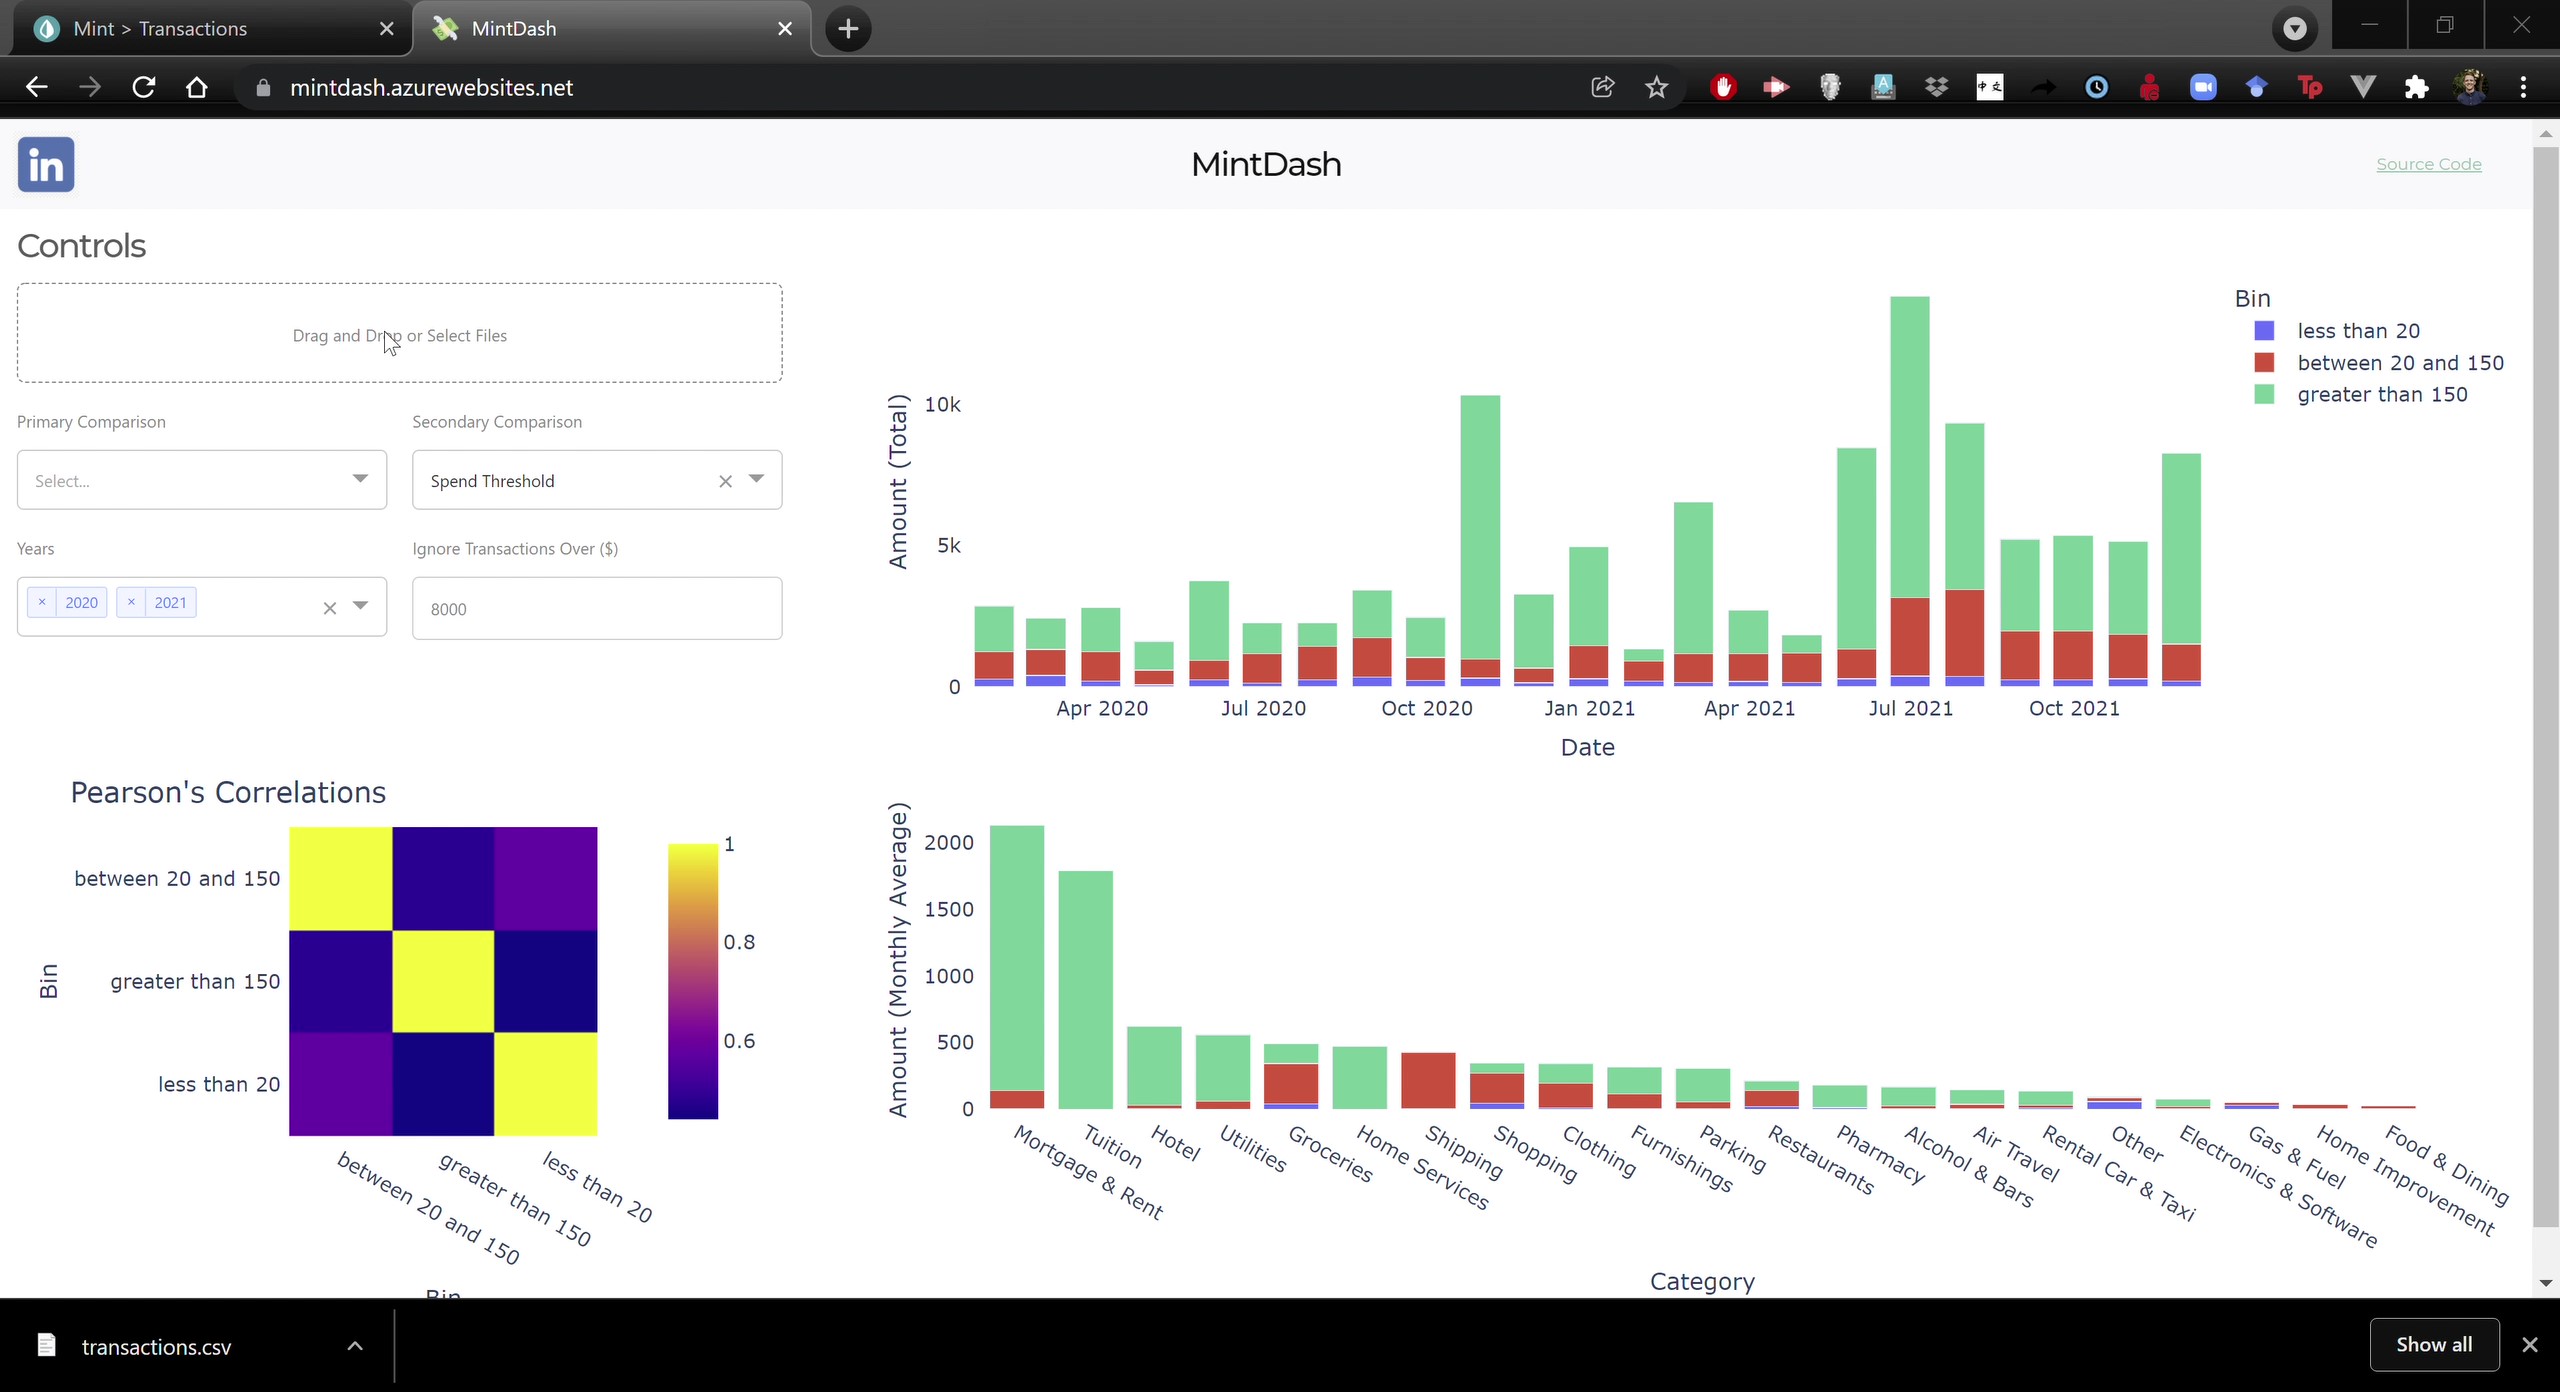 Mint > Transactions
MintDash
mintdash.azurewebsites.net
in
MintDash
Source Code
Controls
Drag and Drop or Select Files
Primary Comparison
Secondary Comparison
Select...
Spend Threshold
Years
Ignore Transactions Over ($)
× 2020 × 2021
8000
Amount (Total)
10k
5k
0
Apr 2020
Jul 2020
Oct 2020
Jan 2021
Apr 2021
Jul 2021
Oct 2021
Date
Bin
less than 20
between 20 and 150
greater than 150
Pearson's Correlations
Bin
between 20 and 150
greater than 150
less than 20
between 20 and 150
greater than 150
less than 20
Bin
1
0.8
0.6
Amount (Monthly Average)
2000
1500
1000
500
0
Mortgage & Rent
Tuition
Hotel
Utilities
Groceries
Home Services
Shipping
Shopping
Clothing
Furnishings
Parking
Restaurants
Pharmacy
Alcohol & Bars
Air Travel
Rental Car & Taxi
Other
Electronics & Software
Gas & Fuel
Home Improvement
Food & Dining
Category
transactions.csv
Show all